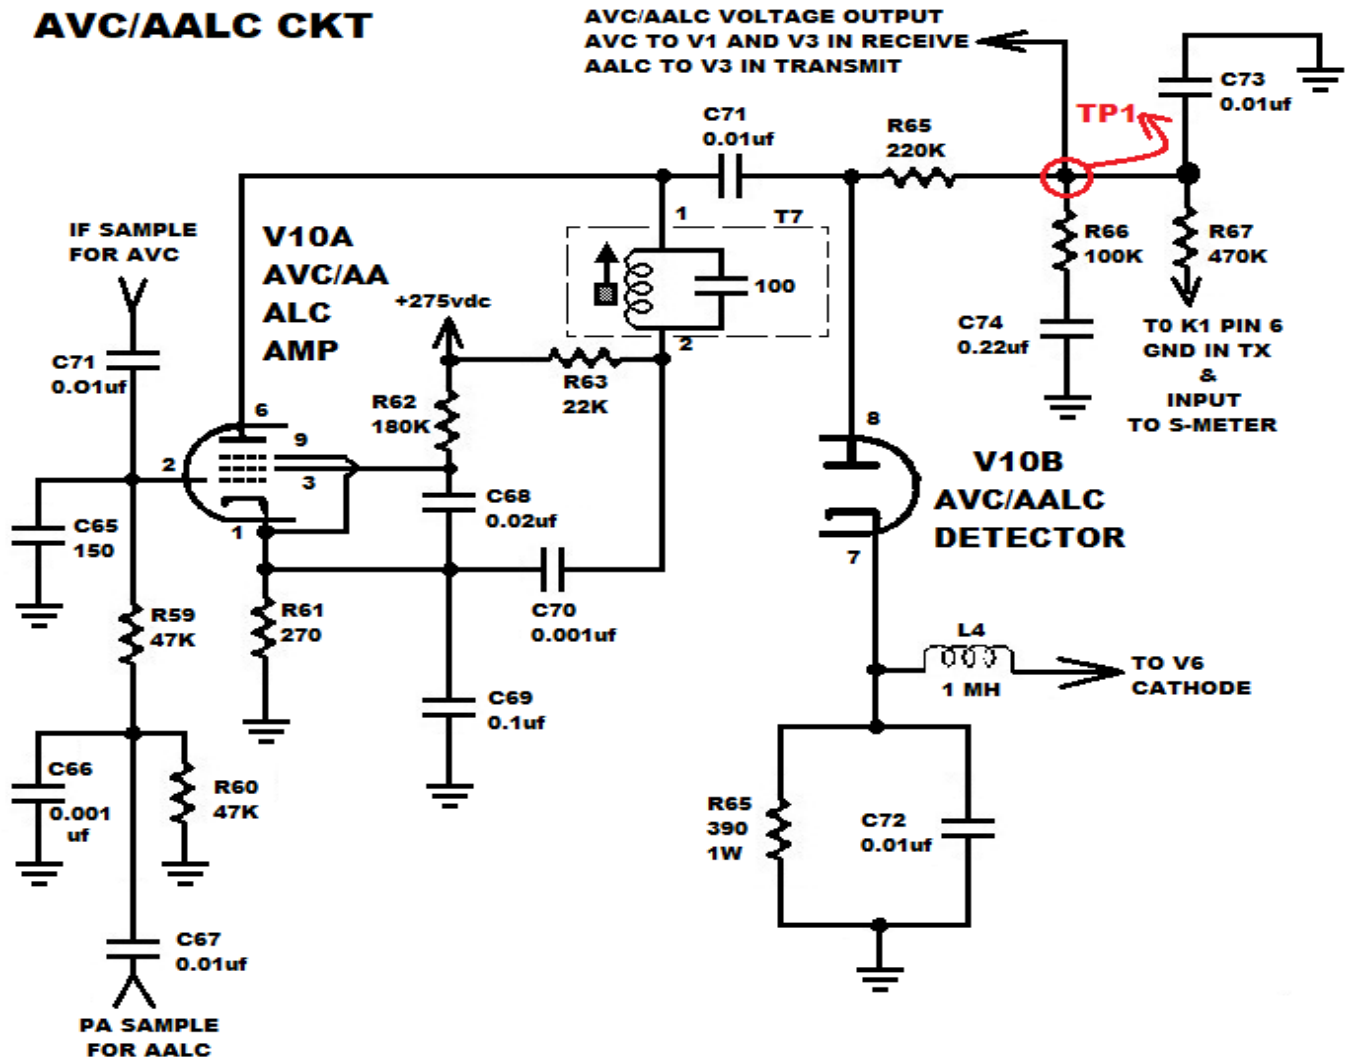 AVC/AALC CKT
AVC/AALC VOLTAGE OUTPUT
AVC TO V1 AND V3 IN RECEIVE
AALC TO V3 IN TRANSMIT
C73
0.01uf
TP1
C71
0.01uf
R65
220K
1
T7
100
2
R66
100K
R67
470K
IF SAMPLE
FOR AVC
V10A
AVC/AA
ALC
AMP
+275vdc
C74
0.22uf
T0 K1 PIN 6
GND IN TX
&
INPUT
TO S-METER
C71
0.01uf
R62
180K
R63
22K
6
9
2
3
1
8
V10B
AVC/AALC
DETECTOR
7
C68
0.02uf
C65
150
R59
47K
R61
270
C70
0.001uf
L4
1 MH
TO V6
CATHODE
C69
0.1uf
C66
0.001
uf
R60
47K
R65
390
1W
C72
0.01uf
C67
0.01uf
PA SAMPLE
FOR AALC